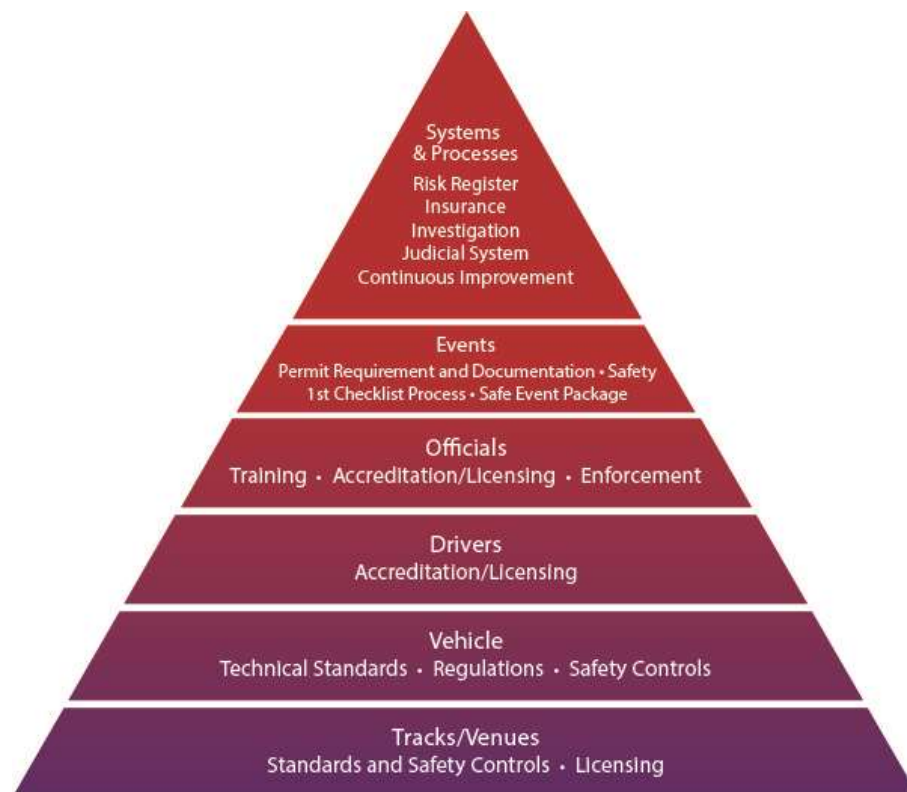 Systems
& Processes
Risk Register
Insurance
Investigation
Judicial System
Continuous Improvement
Events
Permit Requirement and Documentation • Safety
1st Checklist Process • Safe Event Package
Officials
Training • Accreditation/Licensing • Enforcement
Drivers
Accreditation/Licensing
Vehicle
Technical Standards • Regulations • Safety Controls
Tracks/Venues
Standards and Safety Controls • Licensing